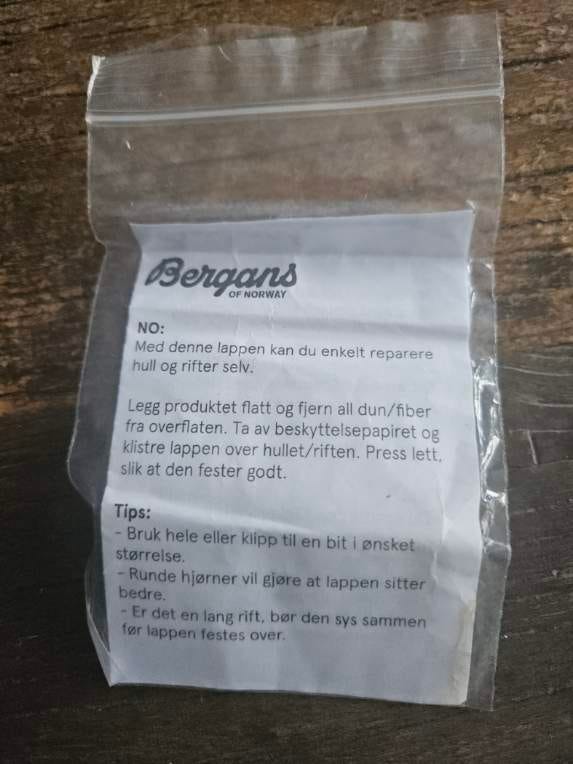 Bergans
OF NORWAY
NO:
Med denne lappen kan du enkelt reparere
hull og rifter selv.
Legg produktet flatt og fjern all dun/fiber
fra overflaten. Ta av beskyttelsepapiret og
klistre lappen over hullet/riften. Press lett,
slik at den fester godt.
Tips:
- Bruk hele eller klipp til en bit i ønsket
størrelse.
- Runde hjørner vil gjøre at lappen sitter
bedre.
- Er det en lang rift, bør den sys sammen
før lappen festes over.